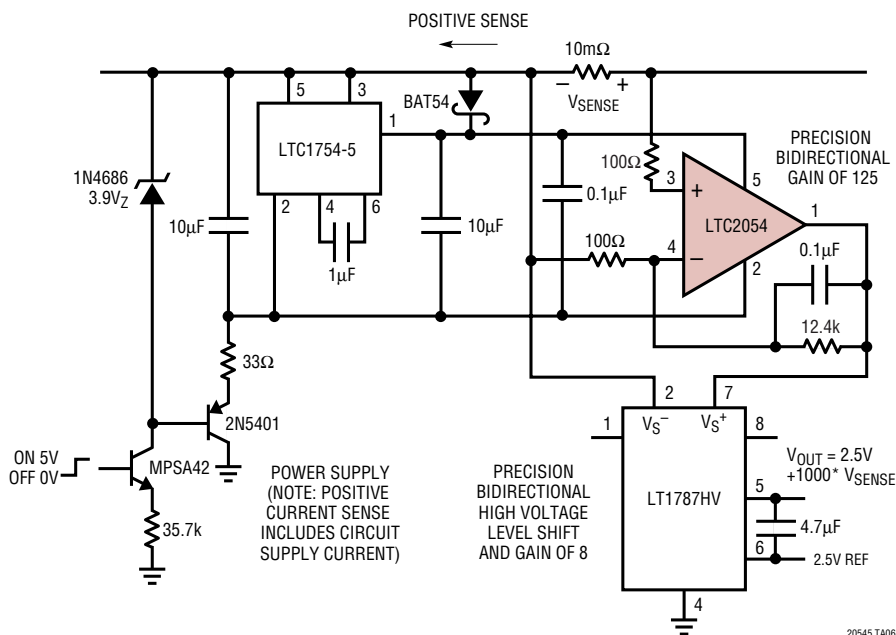 POSITIVE SENSE
10mΩ
– +
VSENSE
BAT54
5
3
LTC1754-5
1
2
4
6
1µF
1N4686
3.9VZ
10µF
10µF
0.1µF
100Ω
3
+
5
PRECISION
BIDIRECTIONAL
GAIN OF 125
LTC2054
1
100Ω
4
–
2
0.1µF
12.4k
33Ω
2N5401
ON 5V
OFF 0V
MPSA42
35.7k
POWER SUPPLY
(NOTE: POSITIVE
CURRENT SENSE
INCLUDES CIRCUIT
SUPPLY CURRENT)
PRECISION
BIDIRECTIONAL
HIGH VOLTAGE
LEVEL SHIFT
AND GAIN OF 8
2
7
1
VS–
VS+
8
LT1787HV
VOUT = 2.5V
+1000* VSENSE
5
4.7µF
6
2.5V REF
4
20545 TA06